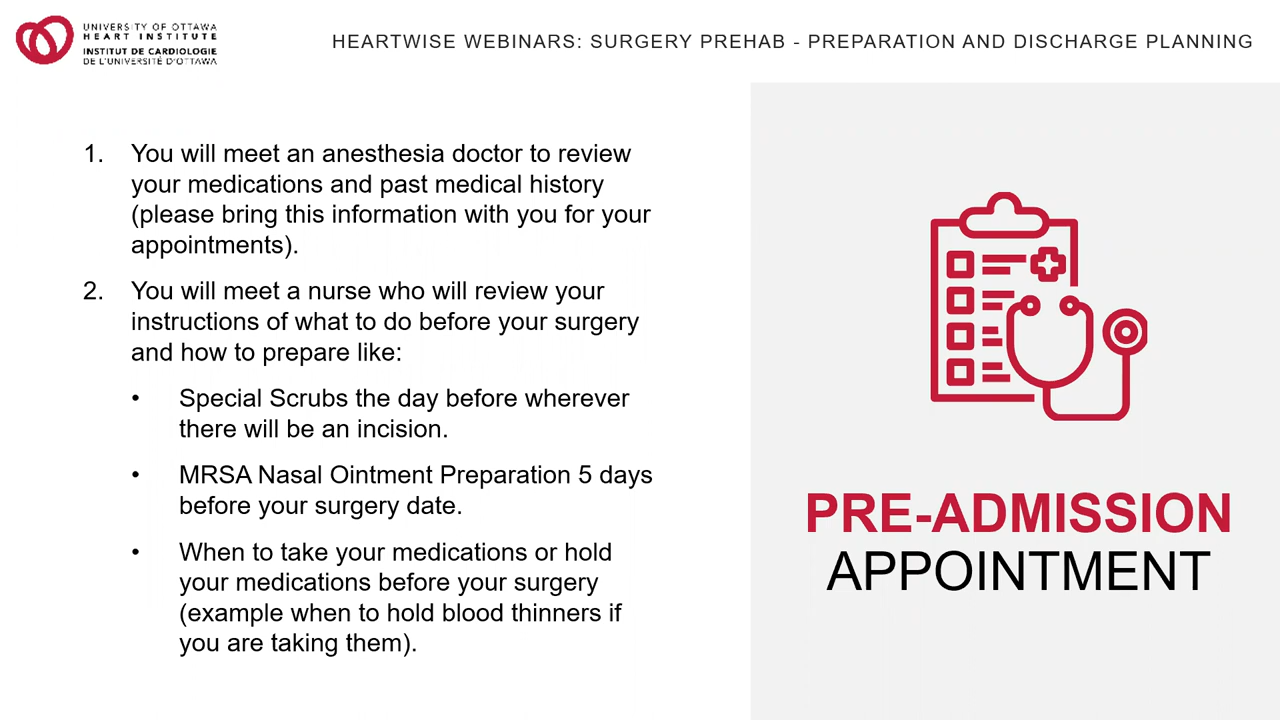 UNIVERSITY OF OTTAWA
HEART INSTITUTE
INSTITUT DE CARDIOLOGIE
DE L'UNIVERSITÉ D'OTTAWA
HEARTWISE WEBINARS: SURGERY PREHAB - PREPARATION AND DISCHARGE PLANNING
1. You will meet an anesthesia doctor to review
your medications and past medical history
(please bring this information with you for your
appointments).
2. You will meet a nurse who will review your
instructions of what to do before your surgery
and how to prepare like:
• Special Scrubs the day before wherever
there will be an incision.
• MRSA Nasal Ointment Preparation 5 days
before your surgery date.
• When to take your medications or hold
your medications before your surgery
(example when to hold blood thinners if
you are taking them).
PRE-ADMISSION
APPOINTMENT